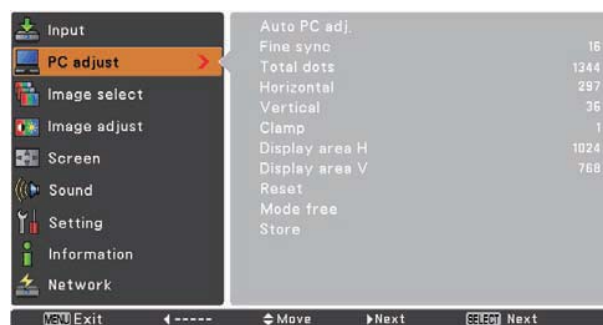 Input
PC adjust
Image select
Image adjust
Screen
Sound
Setting
Information
Network
Auto PC adj.
Fine sync 16
Total dots 1344
Horizontal 297
Vertical 36
Clamp 1
Display area H 1024
Display area V 768
Reset
Mode free
Store
MENU Exit ----- Move Next SELECT Next